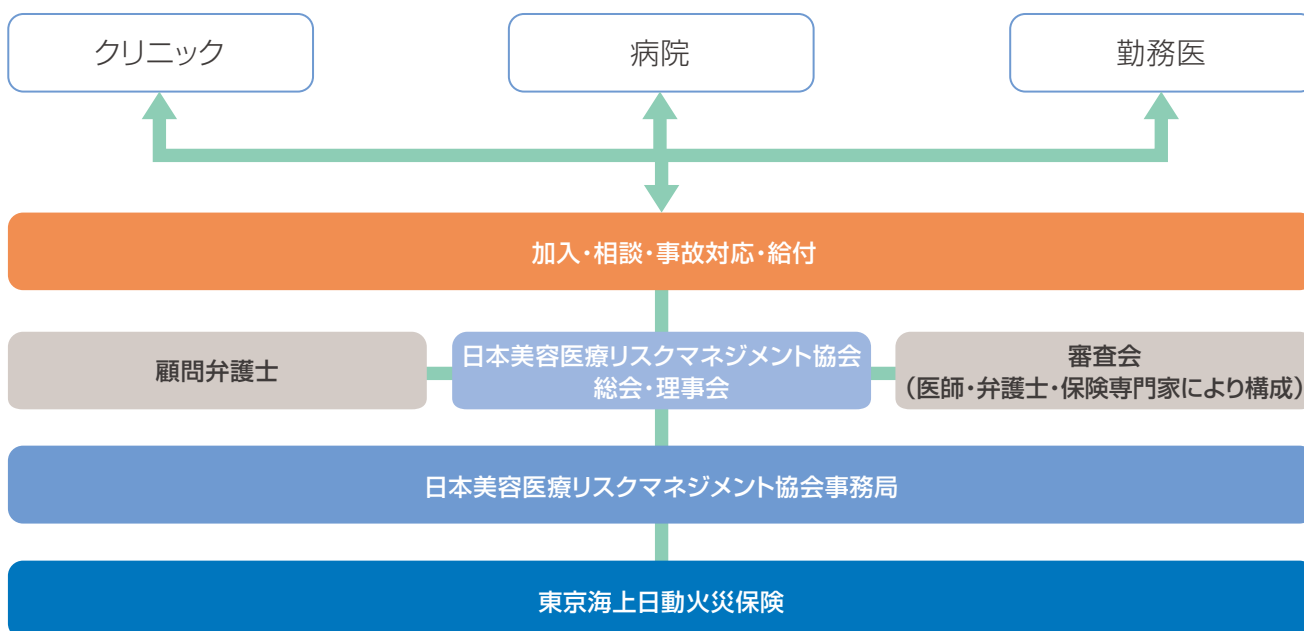 クリニック
病院
勤務医
加入・相談・事故対応・給付
顧問弁護士
日本美容医療リスクマネジメント協会
総会・理事会
審査会
（医師・弁護士・保険専門家により構成）
日本美容医療リスクマネジメント協会事務局
東京海上日動火災保険